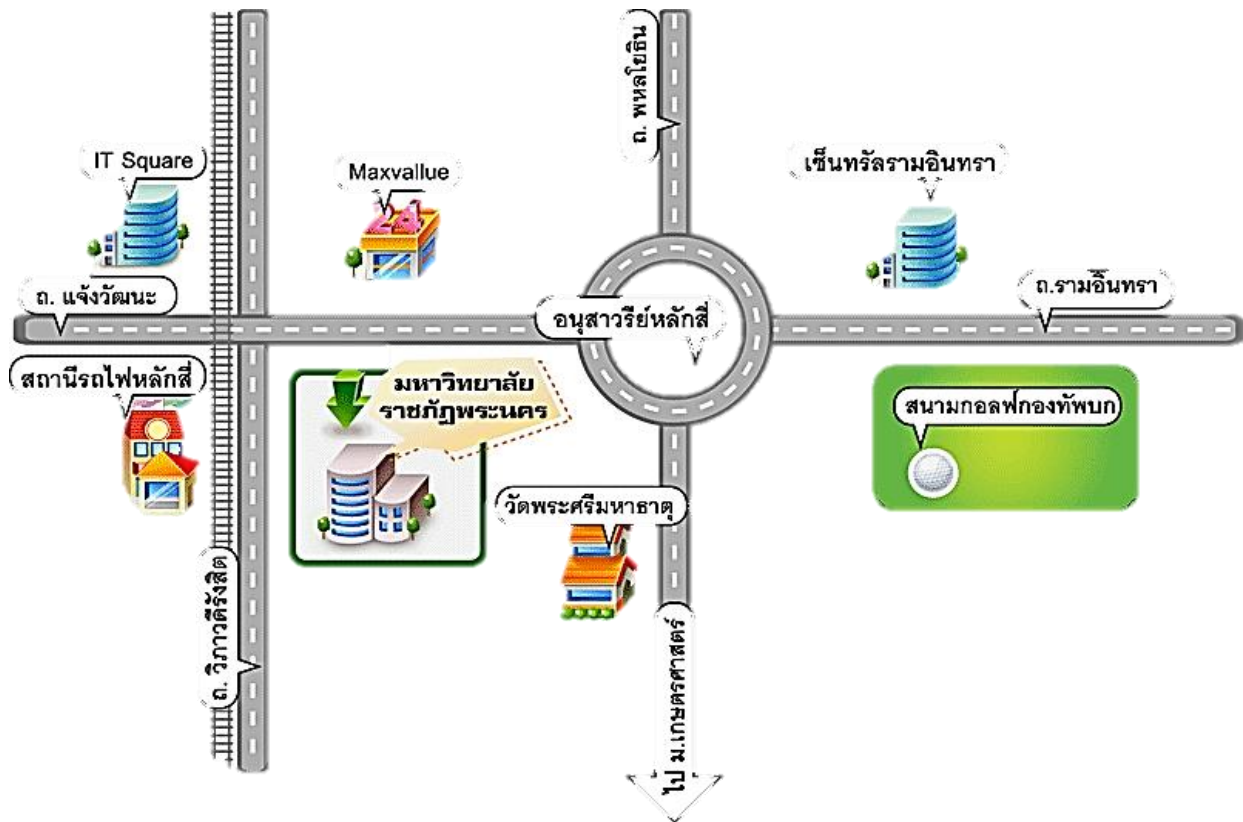 ถ. พหลโยธิน
IT Square
Maxvallue
24
เซ็นทรัลรามอินทรา
ถ. แจ้งวัฒนะ
ถ.รามอินทรา
อนุสาวรีย์หลักสี่
สถานีรถไฟหลักสี่
มหาวิทยาลัย
ราชภัฏพระนคร
สนามกอล์ฟกองทัพบก
วัดพระศรีมหาธาตุ
ถ. วิภาวดีรังสิต
ไป ม.เกษตรศาสตร์